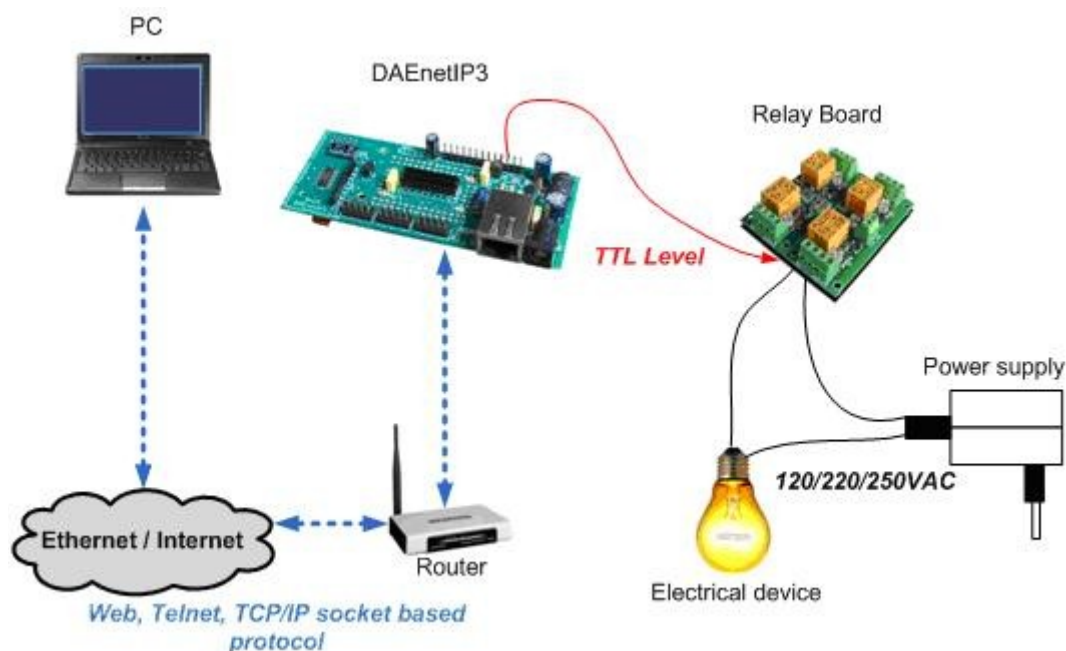 PC
DAEnetIP3
Relay Board
TTL Level
Power supply
120/220/250VAC
Ethernet / Internet
Router
Electrical device
Web, Telnet, TCP/IP socket based
protocol